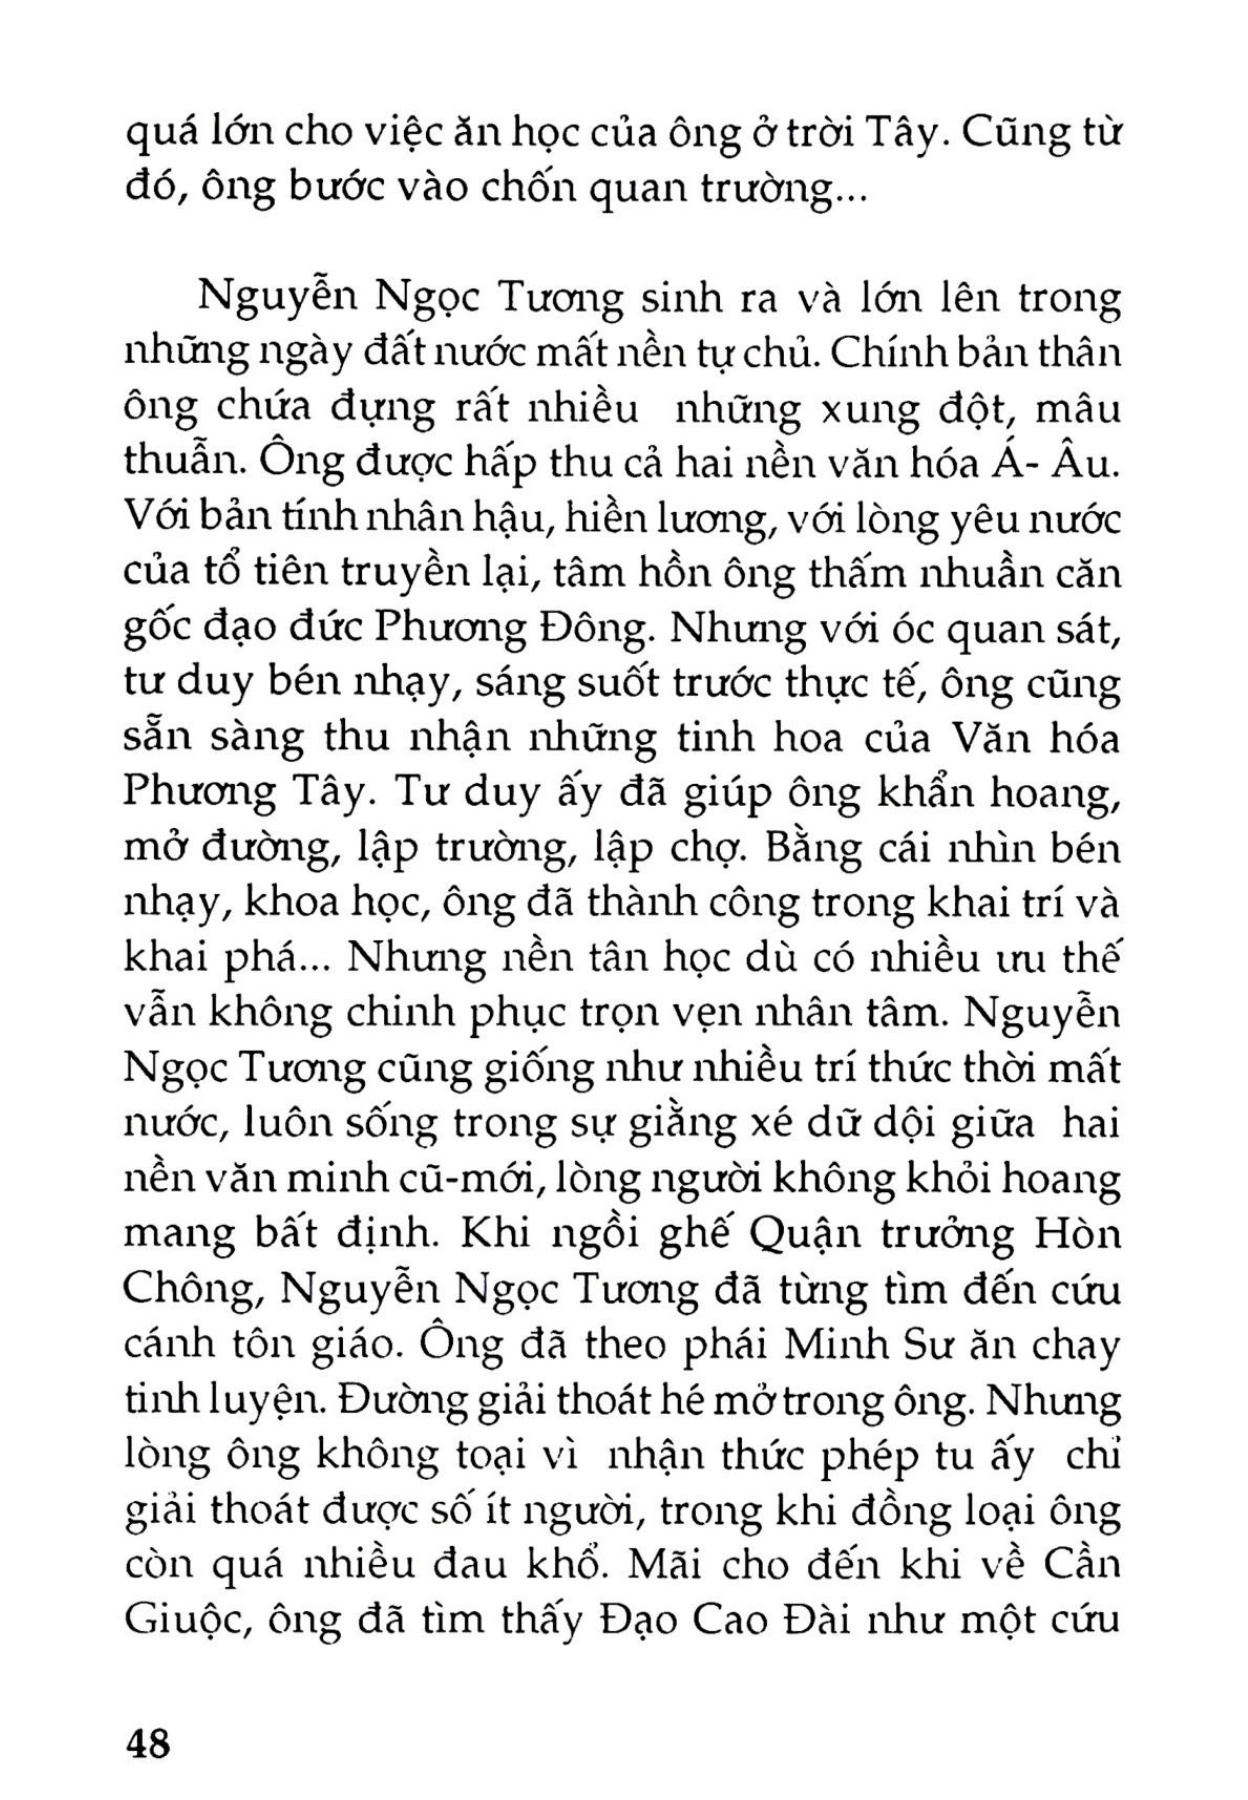 quá lớn cho việc ăn học của ông ở trời Tây. Cũng từ
đó, ông bước vào chốn quan trường...
Nguyễn Ngọc Tương sinh ra và lớn lên trong
những ngày đất nước mất nền tự chủ. Chính bản thân
ông chứa đựng rất nhiều những xung đột, mâu
thuẫn. Ông được hấp thu cả hai nền văn hóa Á- Âu.
Với bản tính nhân hậu, hiền lương, với lòng yêu nước
của tổ tiên truyền lại, tâm hồn ông thấm nhuần căn
gốc đạo đức Phương Đông. Nhưng với óc quan sát,
tư duy bén nhạy, sáng suốt trước thực tế, ông cũng
sẵn sàng thu nhận những tinh hoa của Văn hóa
Phương Tây. Tư duy ấy đã giúp ông khẩn hoang,
mở đường, lập trường, lập chợ. Bằng cái nhìn bén
nhạy, khoa học, ông đã thành công trong khai trí và
khai phá... Nhưng nền tân học dù có nhiều ưu thế
vẫn không chinh phục trọn vẹn nhân tâm. Nguyễn
Ngọc Tương cũng giống như nhiều trí thức thời mất
nước, luôn sống trong sự giằng xé dữ dội giữa hai
nền văn minh cũ-mới, lòng người không khỏi hoang
mang bất định. Khi ngồi ghế Quận trưởng Hòn
Chông, Nguyễn Ngọc Tương đã từng tìm đến cứu
cánh tôn giáo. Ông đã theo phái Minh Sư ăn chay
tinh luyện. Đường giải thoát hé mở trong ông. Nhưng
lòng ông không toại vì nhận thức phép tu ấy chỉ
giải thoát được số ít người, trong khi đồng loại ông
còn quá nhiều đau khổ. Mãi cho đến khi về Cần
Giuộc, ông đã tìm thấy Đạo Cao Đài như một cứu
48